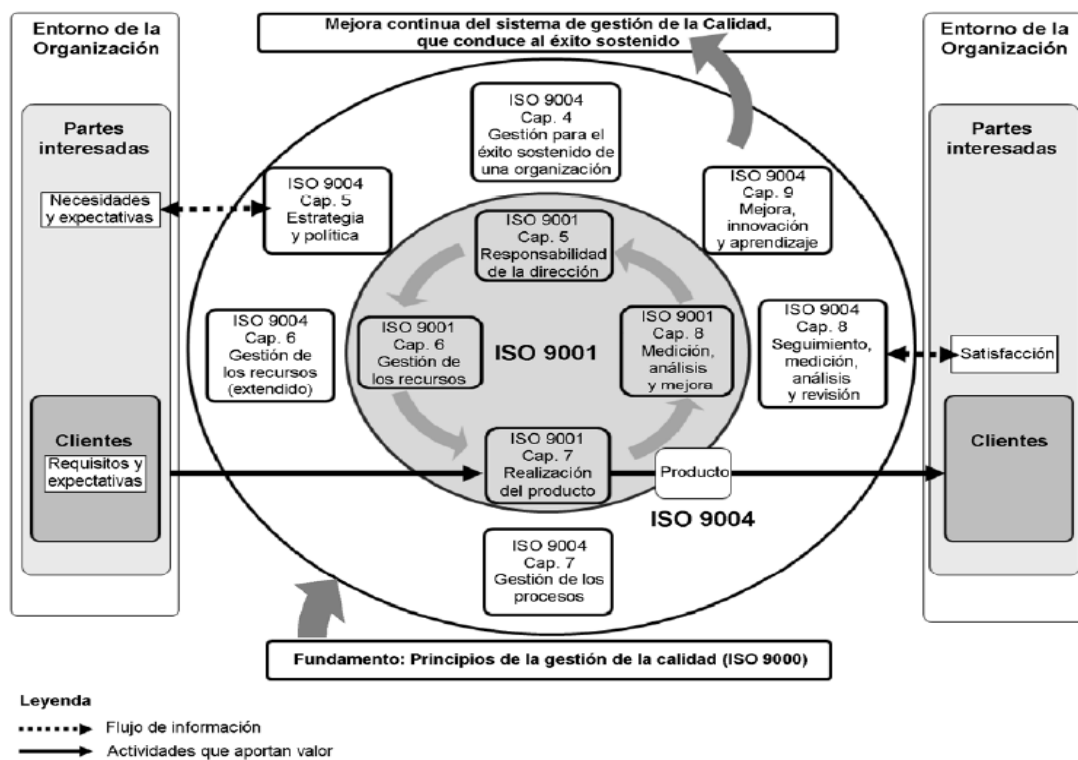 Mejora continua del sistema de gestión de la Calidad,
que conduce al éxito sostenido
Entorno de la
Organización
Partes
interesadas
Necesidades
y expectativas
Clientes
Requisitos y
expectativas
ISO 9004
Cap. 4
Gestión para el
éxito sostenido de
una organización
ISO 9004
Cap. 5
Estrategia
y política
ISO 9004
Cap. 9
Mejora,
innovación
y aprendizaje
ISO 9001
Cap. 5
Responsabilidad
de la dirección
ISO 9004
Cap. 6
Gestión de
los recursos
(extendido)
ISO 9001
Cap. 6
Gestión de
los recursos
ISO 9001
ISO 9001
Cap. 8
Medición,
análisis
y mejora
ISO 9004
Cap. 8
Seguimiento,
medición,
análisis
y revisión
ISO 9001
Cap. 7
Realización
del producto
Producto
ISO 9004
ISO 9004
Cap. 7
Gestión de los
procesos
Entorno de la
Organización
Partes
interesadas
Satisfacción
Clientes
Fundamento: Principios de la gestión de la calidad (ISO 9000)
Leyenda
Flujo de información
Actividades que aportan valor